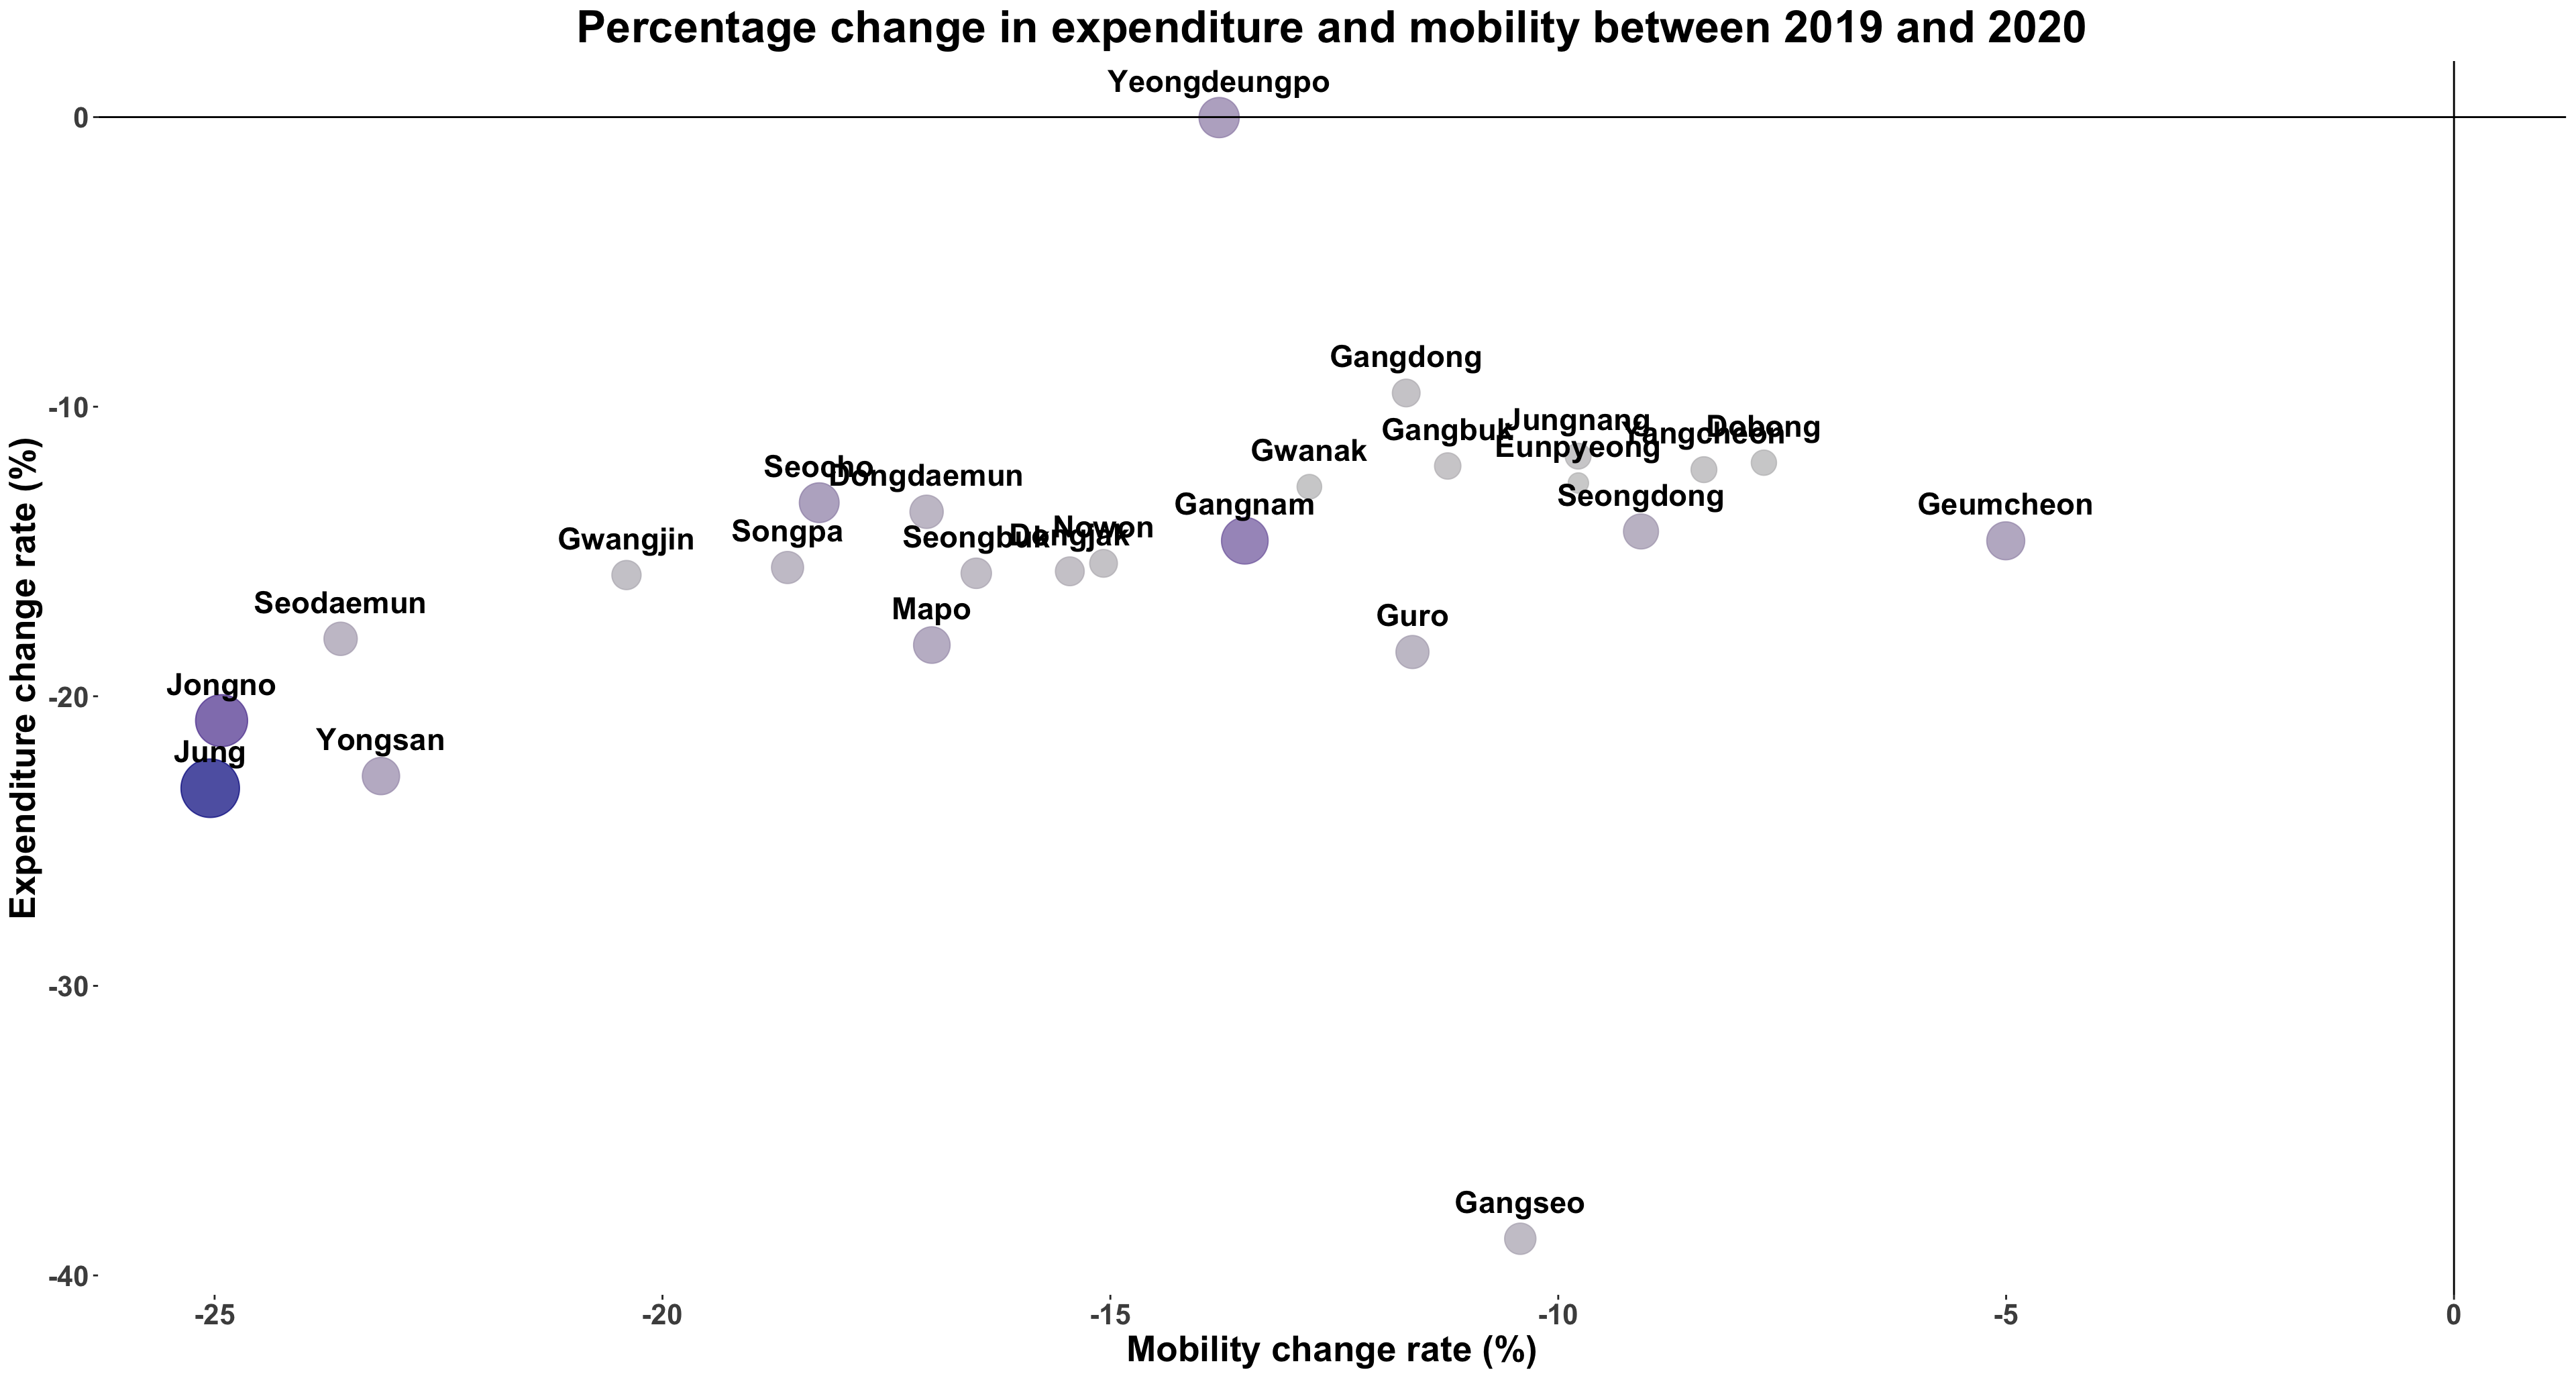 Percentage change in expenditure and mobility between 2019 and 2020
Yeongdeungpo
0
Gangdong
-10
Jungnang
Dobong
Gangbuk
Yangcheon
Eunpyeong
Gwanak
Seocho
Dongdaemun
Seongdong
Gangnam
Geumcheon
Nowon
Songpa
Dongjak
Seongbuk
Gwangjin
Seodaemun
Mapo
Guro
Jongno
-20
Yongsan
Jung
Expenditure change rate (%)
-30
Gangseo
-40
-25
-20
-15
-10
-5
0
Mobility change rate (%)